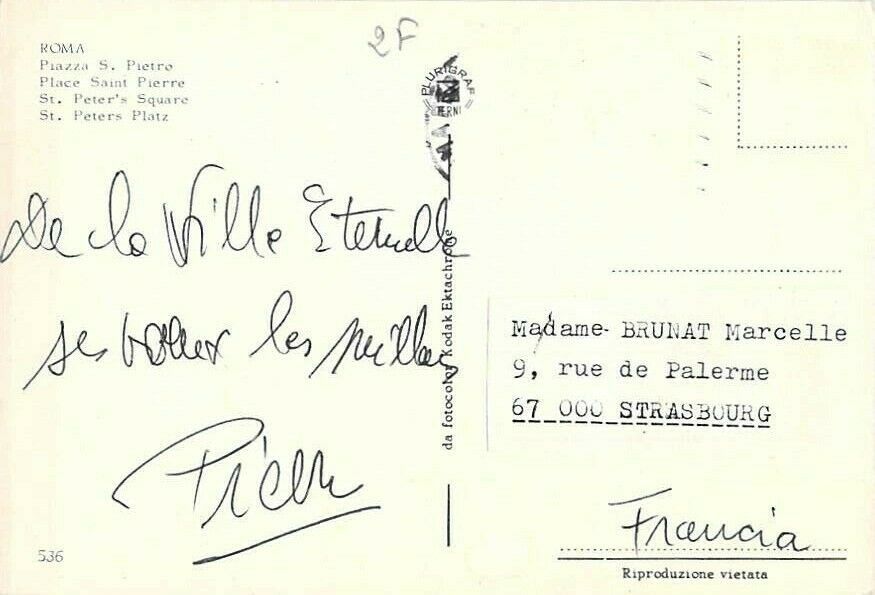 2F
ROMA
Piazza S. Pietro
Place Saint Pierre
St. Peter's Square
St. Peters Platz
PLURIGRAF
TERNI
De la Ville Eternelle
ses voeux les meilleurs
Pierre
536
da fotocolor Kodak Ektachrome
Madame BRUNAT Marcelle
9, rue de Palerme
67 000 STRASBOURG
Francia
Riproduzione vietata